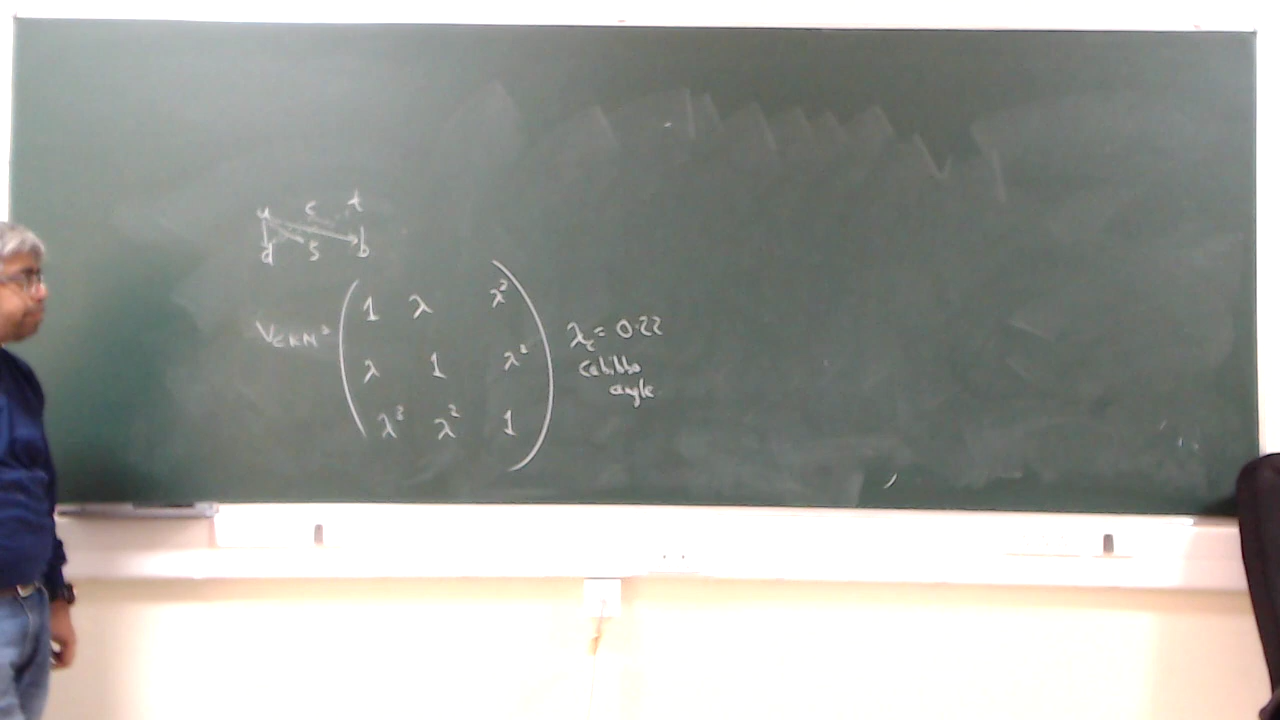 u c t
d s b
V_CKM = ( 1 λ λ³
λ 1 λ²
λ³ λ² 1 )
λ_c = 0.22
Cabibbo
angle